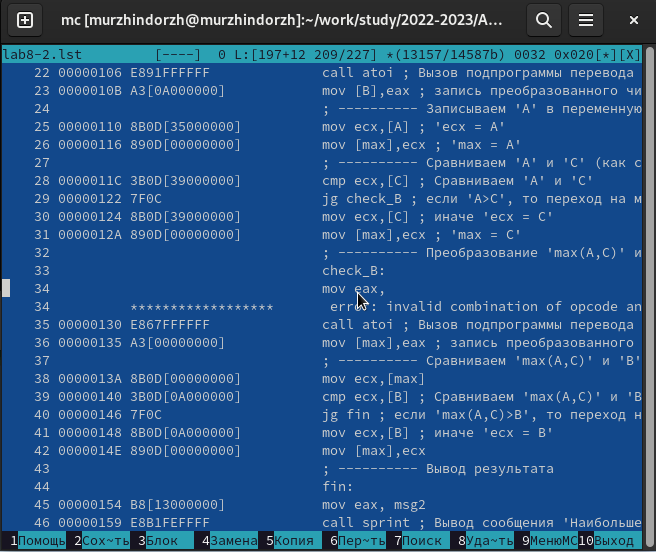 mc [murzhindorzh@murzhindorzh]:~/work/study/2022-2023/А...
lab8-2.lst [----] 0 L:[197+12 209/227] *(13157/14587b) 0032 0x020[*][X]
22 00000106 E891FFFFFF call atoi ; Вызов подпрограммы перевода
23 0000010B A3[0A000000] mov [B],eax ; запись преобразованного чи
24 ; ---------- Записываем 'A' в переменную
25 00000110 8B0D[35000000] mov ecx,[A] ; 'ecx = A'
26 00000116 890D[00000000] mov [max],ecx ; 'max = A'
27 ; ---------- Сравниваем 'A' и 'С' (как с
28 0000011C 3B0D[39000000] cmp ecx,[C] ; Сравниваем 'A' и 'С'
29 00000122 7F0C jg check_B ; если 'A>C', то переход на м
30 00000124 8B0D[39000000] mov ecx,[C] ; иначе 'ecx = C'
31 0000012A 890D[00000000] mov [max],ecx ; 'max = C'
32 ; ---------- Преобразование 'max(A,C)' и
33 check_B:
34 mov eax,
34 ****************** error: invalid combination of opcode an
35 00000130 E867FFFFFF call atoi ; Вызов подпрограммы перевода
36 00000135 A3[00000000] mov [max],eax ; запись преобразованного
37 ; ---------- Сравниваем 'max(A,C)' и 'B'
38 0000013A 8B0D[00000000] mov ecx,[max]
39 00000140 3B0D[0A000000] cmp ecx,[B] ; Сравниваем 'max(A,C)' и 'B
40 00000146 7F0C jg fin ; если 'max(A,C)>B', то переход н
41 00000148 8B0D[0A000000] mov ecx,[B] ; иначе 'ecx = B'
42 0000014E 890D[00000000] mov [max],ecx
43 ; ---------- Вывод результата
44 fin:
45 00000154 B8[13000000] mov eax, msg2
46 00000159 E8B1FEFFFF call sprint ; Вывод сообщения 'Наибольше
1Помощь 2Сох~ть 3Блок 4Замена 5Копия 6Пер~ть 7Поиск 8Уда~ть 9МенюMC 10Выход